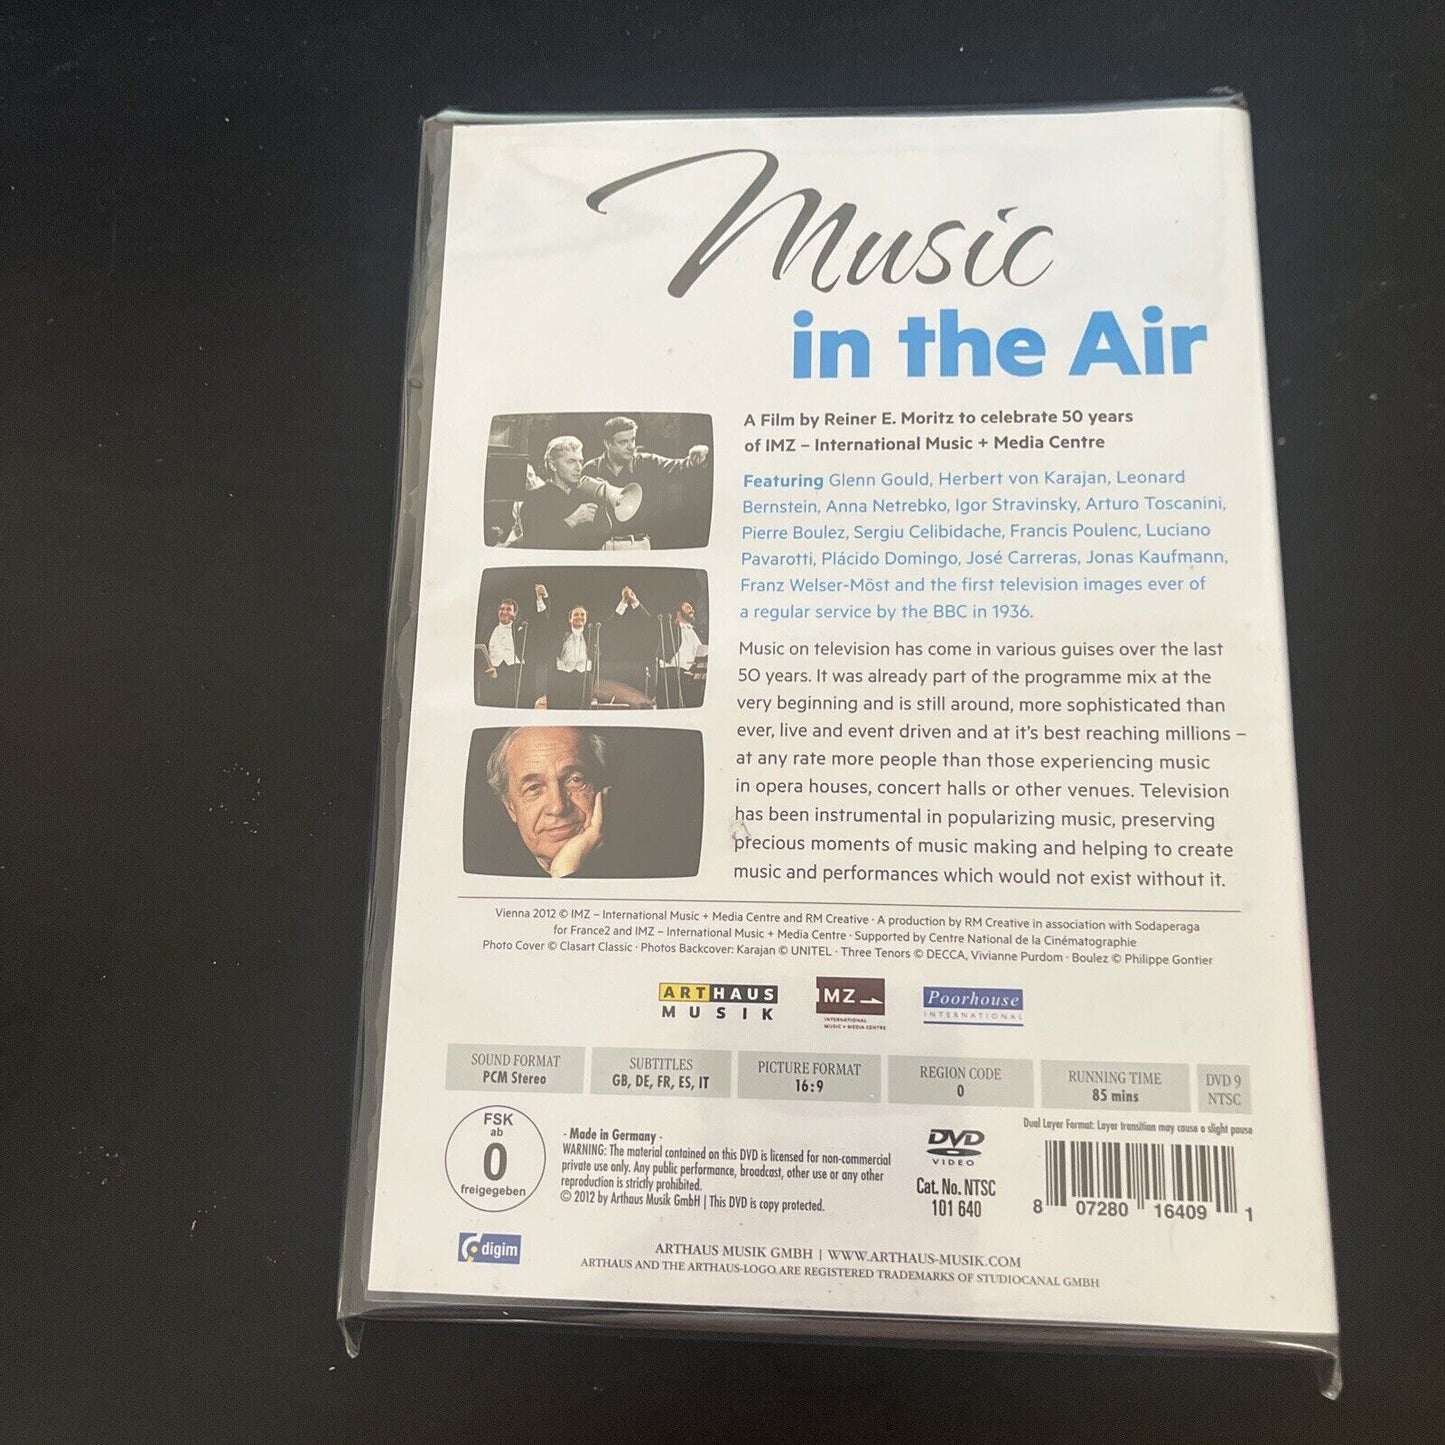 Music
in the Air
A Film by Reiner E. Moritz to celebrate 50 years
of IMZ – International Music + Media Centre
Featuring Glenn Gould, Herbert von Karajan, Leonard
Bernstein, Anna Netrebko, Igor Stravinsky, Arturo Toscanini,
Pierre Boulez, Sergiu Celibidache, Francis Poulenc, Luciano
Pavarotti, Plácido Domingo, José Carreras, Jonas Kaufmann,
Franz Welser-Möst and the first television images ever of
a regular service by the BBC in 1936.
Music on television has come in various guises over the last
50 years. It was already part of the programme mix at the
very beginning and is still around, more sophisticated than
ever, live and event driven and at it's best reaching millions –
at any rate more people than those experiencing music
in opera houses, concert halls or other venues. Television
has been instrumental in popularizing music, preserving
precious moments of music making and helping to create
music and performances which would not exist without it.
Vienna 2012 © IMZ – International Music + Media Centre and RM Creative · A production by RM Creative in association with Sodaperaga
for France2 and IMZ – International Music + Media Centre · Supported by Centre National de la Cinématographie
Photo Cover © Clasart Classic · Photos Backcover: Karajan © UNITEL · Three Tenors © DECCA, Vivianne Purdom · Boulez © Philippe Gontier
ARTHAUS
MUSIK
IMZ
INTERNATIONAL
MUSIC + MEDIA CENTRE
Poorhouse
INTERNATIONAL
SOUND FORMAT
PCM Stereo
SUBTITLES
GB, DE, FR, ES, IT
PICTURE FORMAT
16:9
REGION CODE
0
RUNNING TIME
85 mins
DVD 9
NTSC
Dual Layer Format: Layer transition may cause a slight pause
FSK
ab
0
freigegeben
- Made in Germany -
WARNING: The material contained on this DVD is licensed for non-commercial
private use only. Any public performance, broadcast, other use or any other
reproduction is strictly prohibited.
© 2012 by Arthaus Musik GmbH | This DVD is copy protected.
DVD
VIDEO
Cat. No. NTSC
101 640
8 07280 16409 1
digim
ARTHAUS MUSIK GMBH | WWW.ARTHAUS-MUSIK.COM
ARTHAUS AND THE ARTHAUS-LOGO ARE REGISTERED TRADEMARKS OF STUDIOCANAL GMBH